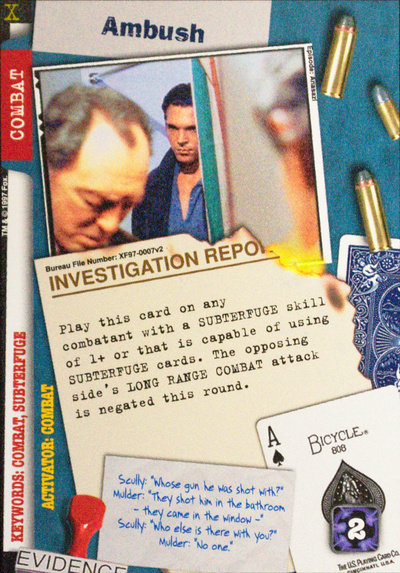 X
Ambush
COMBAT
Episode: Anasazi
TM & © 1997 Fox.
Bureau File Number: XF97-0007v2
INVESTIGATION REPO
Play this card on any
combatant with a SUBTERFUGE skill
of 1+ or that is capable of using
SUBTERFUGE cards. The opposing
side's LONG RANGE COMBAT attack
is negated this round.
KEYWORDS: COMBAT, SUBTERFUGE
ACTIVATOR: COMBAT
A
BICYCLE®
808
2
THE U.S. PLAYING CARD CO.
CINCINNATI, U.S.A.
Scully: "Whose gun he was shot with?"
Mulder: "They shot him in the bathroom
- they came in the window -"
Scully: "Who else is there with you?"
Mulder: "No one."
EVIDENCE